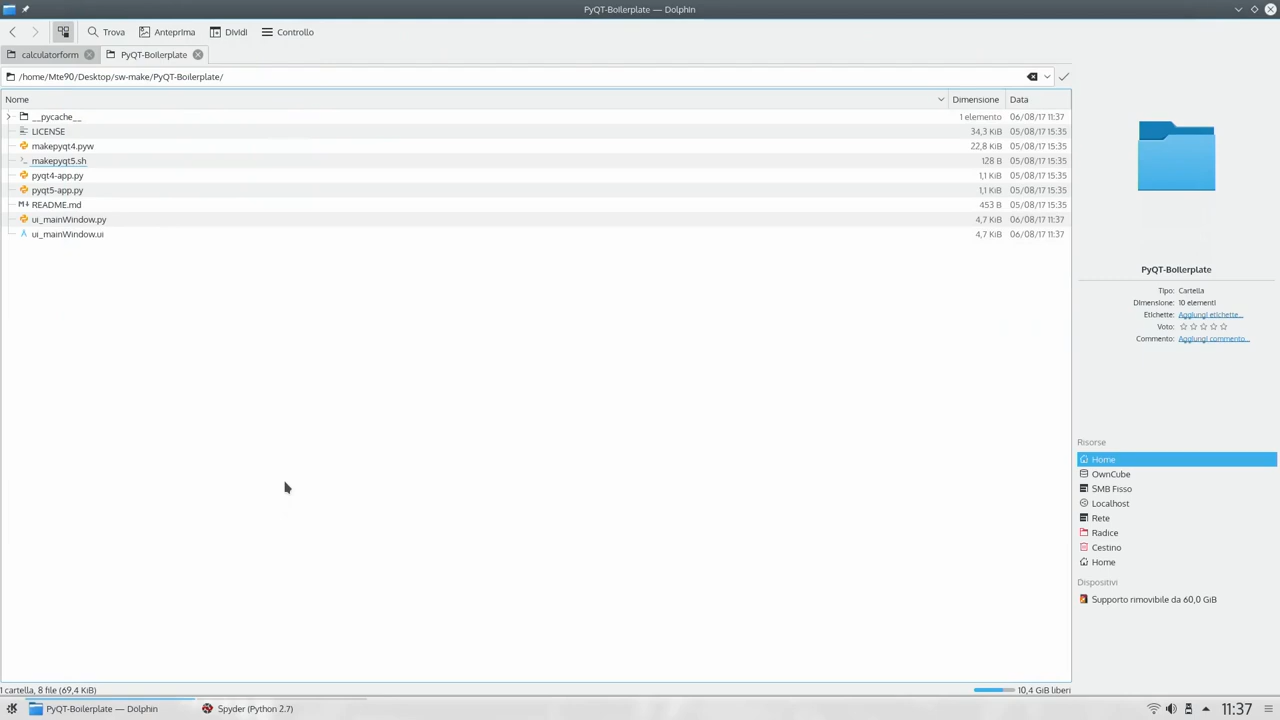 PyQT-Boilerplate — Dolphin
Trova Anteprima Dividi Controllo
calculatorform PyQT-Boilerplate
/home/Mte90/Desktop/sw-make/PyQT-Boilerplate/
Nome Dimensione Data
__pycache__ 1 elemento 06/08/17 11:37
LICENSE 34,3 KiB 05/08/17 15:35
makepyqt4.pyw 22,8 KiB 05/08/17 15:35
makepyqt5.sh 128 B 05/08/17 15:35
pyqt4-app.py 1,1 KiB 05/08/17 15:35
pyqt5-app.py 1,1 KiB 05/08/17 15:35
README.md 453 B 05/08/17 15:35
ui_mainWindow.py 4,7 KiB 06/08/17 11:37
ui_mainWindow.ui 4,7 KiB 06/08/17 11:37
PyQT-Boilerplate
Tipo: Cartella
Dimensione: 10 elementi
Etichette: Aggiungi etichette...
Voto:
Commento: Aggiungi commento...
Risorse
Home
OwnCube
SMB Fisso
Localhost
Rete
Radice
Cestino
Home
Dispositivi
Supporto rimovibile da 60,0 GiB
1 cartella, 8 file (69,4 KiB) 10,4 GiB liberi
PyQT-Boilerplate — Dolphin Spyder (Python 2.7) 11:37